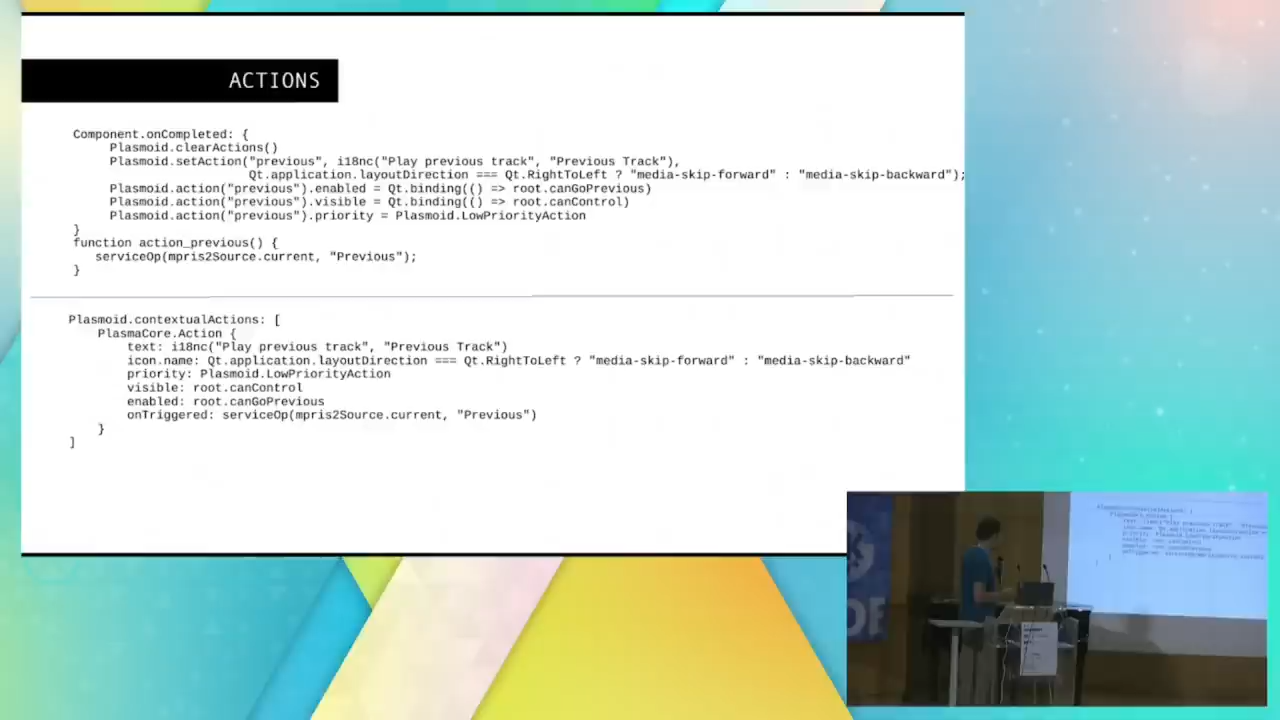 ACTIONS
Component.onCompleted: {
Plasmoid.clearActions()
Plasmoid.setAction("previous", i18nc("Play previous track", "Previous Track"),
Qt.application.layoutDirection === Qt.RightToLeft ? "media-skip-forward" : "media-skip-backward");
Plasmoid.action("previous").enabled = Qt.binding(() => root.canGoPrevious)
Plasmoid.action("previous").visible = Qt.binding(() => root.canControl)
Plasmoid.action("previous").priority = Plasmoid.LowPriorityAction
}
function action_previous() {
serviceOp(mpris2Source.current, "Previous");
}
Plasmoid.contextualActions: [
PlasmaCore.Action {
text: i18nc("Play previous track", "Previous Track")
icon.name: Qt.application.layoutDirection === Qt.RightToLeft ? "media-skip-forward" : "media-skip-backward"
priority: Plasmoid.LowPriorityAction
visible: root.canControl
enabled: root.canGoPrevious
onTriggered: serviceOp(mpris2Source.current, "Previous")
}
]